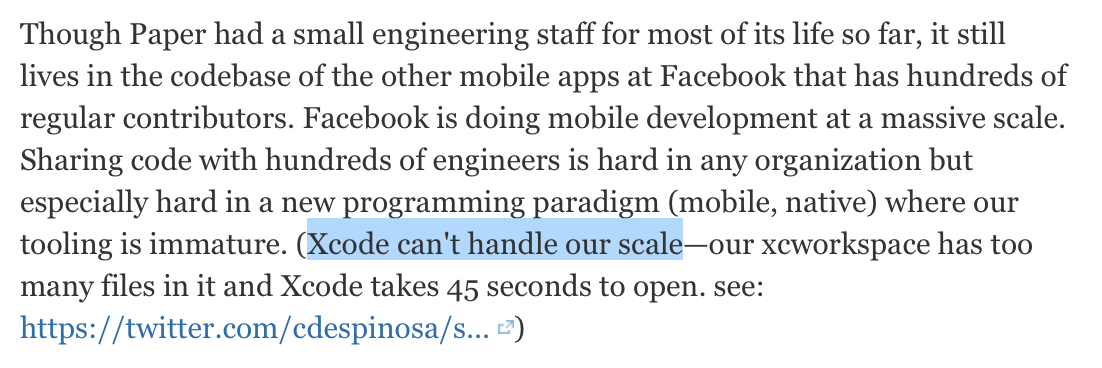 Though Paper had a small engineering staff for most of its life so far, it still
lives in the codebase of the other mobile apps at Facebook that has hundreds of
regular contributors. Facebook is doing mobile development at a massive scale.
Sharing code with hundreds of engineers is hard in any organization but
especially hard in a new programming paradigm (mobile, native) where our
tooling is immature. (Xcode can't handle our scale—our xcworkspace has too
many files in it and Xcode takes 45 seconds to open. see:
https://twitter.com/cdespinosa/s... )